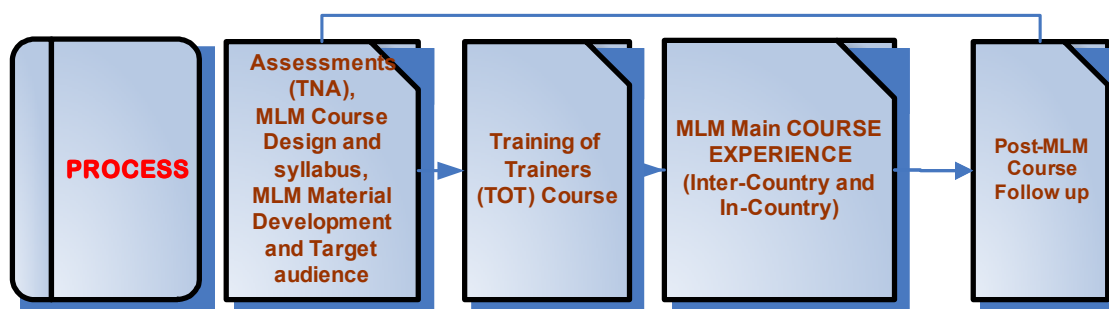 PROCESS
Assessments
(TNA),
MLM Course
Design and
syllabus,
MLM Material
Development
and Target
audience
Training of
Trainers
(TOT) Course
MLM Main COURSE
EXPERIENCE
(Inter-Country and
In-Country)
Post-MLM
Course
Follow up